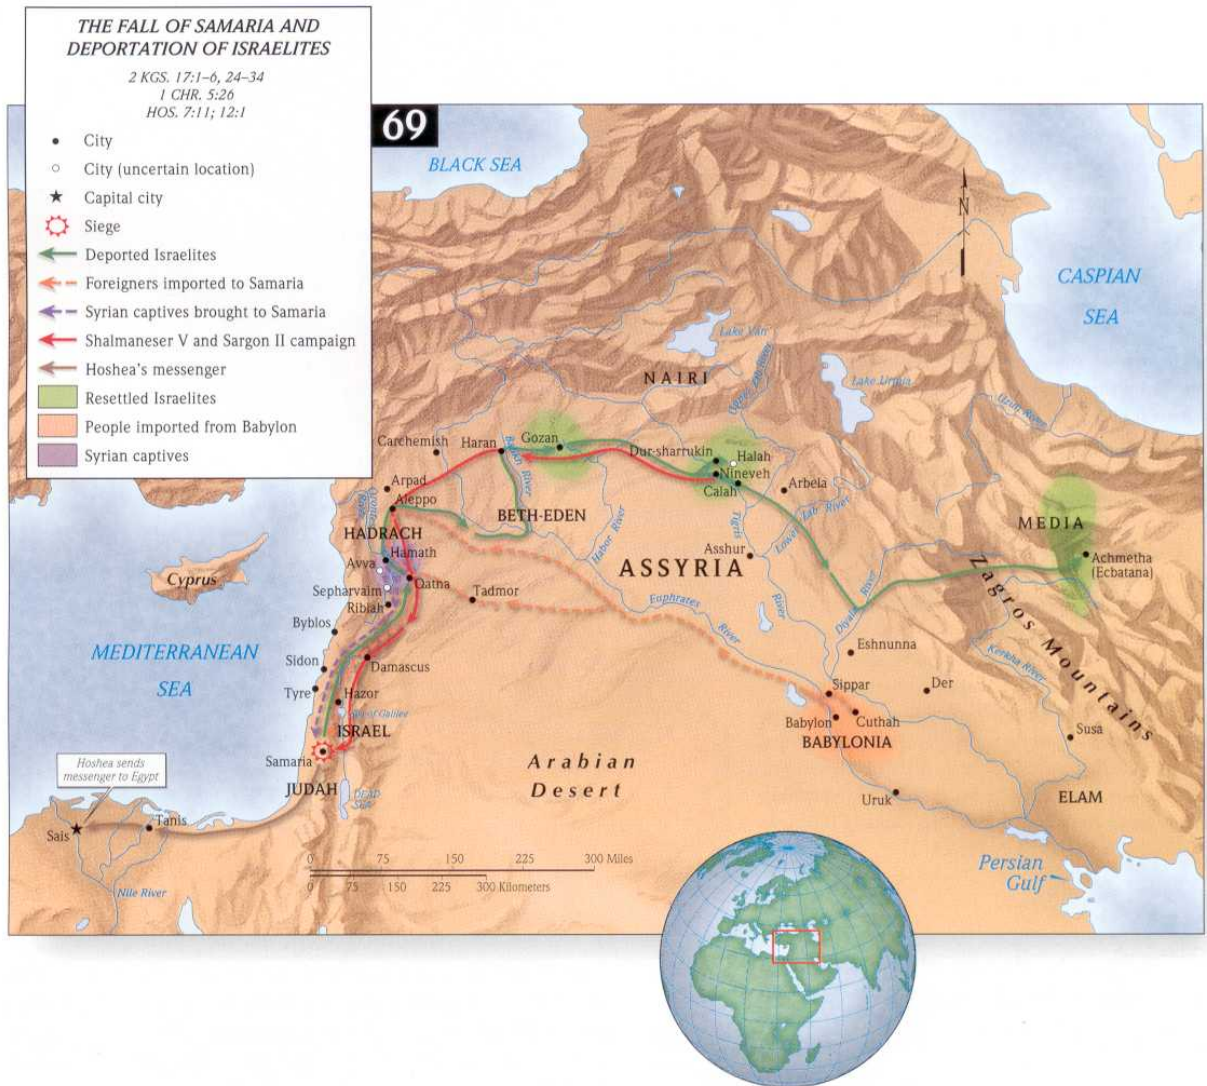 THE FALL OF SAMARIA AND
DEPORTATION OF ISRAELITES
2 KGS. 17:1–6, 24–34
1 CHR. 5:26
HOS. 7:11; 12:1
City
City (uncertain location)
Capital city
Siege
Deported Israelites
Foreigners imported to Samaria
Syrian captives brought to Samaria
Shalmaneser V and Sargon II campaign
Hoshea's messenger
Resettled Israelites
People imported from Babylon
Syrian captives
69
BLACK SEA
N
CASPIAN
SEA
Lake Van
NAIRI
Lake Urmia
Upper Zab River
Uzun River
Carchemish
Haran
Balikh River
Gozan
Dur-sharrukin
Halah
Nineveh
Calah
Arbela
Arpad
Aleppo
Orontes
River
BETH-EDEN
Habor River
Tigris
River
Lower Zab River
MEDIA
HADRACH
Hamath
Avva
Qatna
Sepharvaim
Riblah
Tadmor
ASSYRIA
Asshur
Achmetha
(Ecbatana)
Cyprus
Byblos
Euphrates
River
Diyala River
Zagros Mountains
Eshnunna
Kerkha River
MEDITERRANEAN
SEA
Sidon
Damascus
Tyre
Hazor
Sea of Galilee
ISRAEL
Samaria
Sippar
Der
Babylon
Cuthah
BABYLONIA
Susa
Arabian
Desert
Hoshea sends
messenger to Egypt
JUDAH
DEAD
SEA
Uruk
ELAM
Sais
Tanis
Nile River
0 75 150 225 300 Miles
0 75 150 225 300 Kilometers
Persian
Gulf